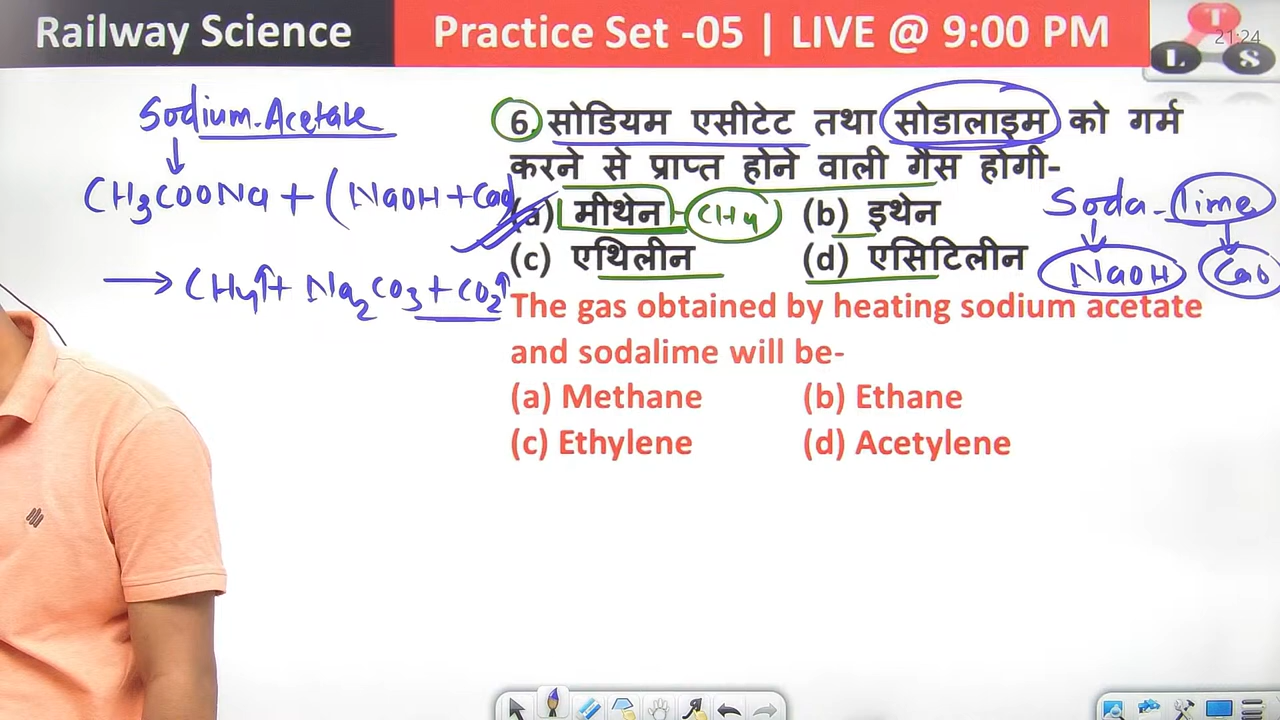 Railway Science
Practice Set -05 | LIVE @ 9:00 PM
T
21:24
L S
Sodium-Acetate
CH3COONa + (NaOH+CaO)
→ CH4↑+ Na2CO3+CO2↑
6. सोडियम एसीटेट तथा सोडालाइम को गर्म
करने से प्राप्त होने वाली गैस होगी-
(a) मीथेन - CH4 (b) इथेन
(c) एथिलीन (d) एसिटिलीन
Soda-lime
NaOH CaO
The gas obtained by heating sodium acetate
and sodalime will be-
(a) Methane (b) Ethane
(c) Ethylene (d) Acetylene